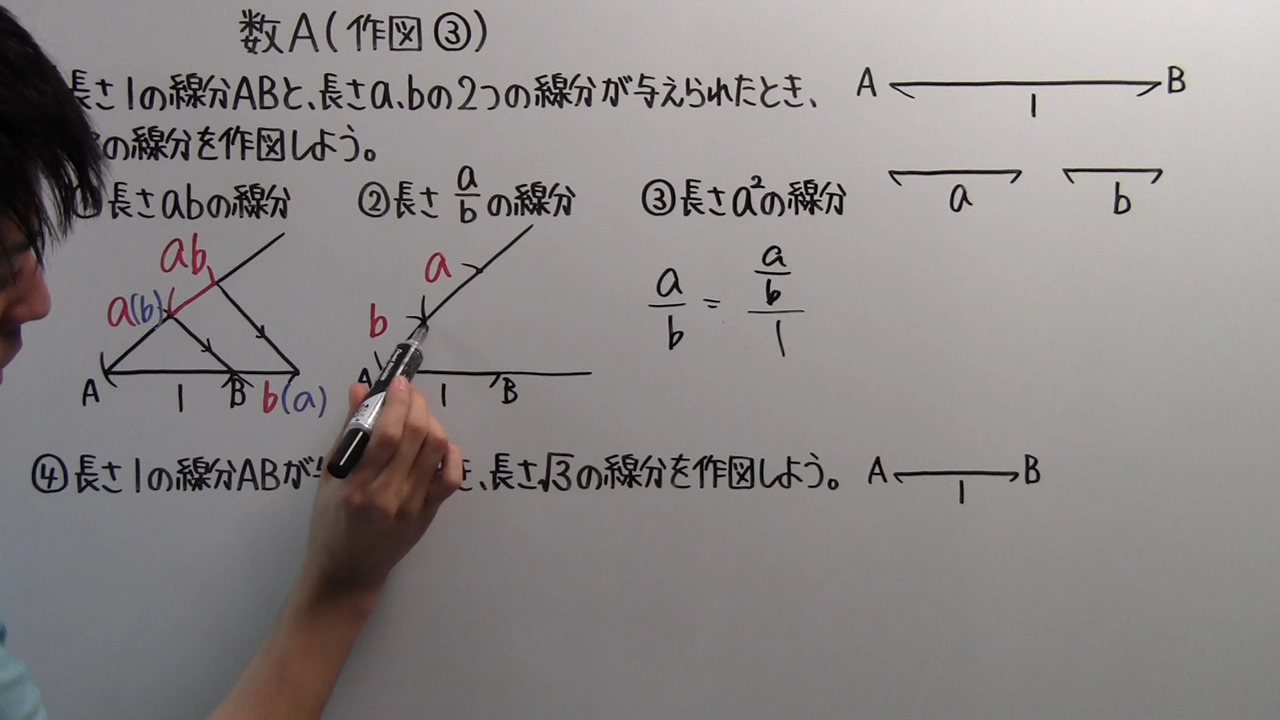 数A(作図③)
長さ1の線分ABと、長さa、bの2つの線分が与えられたとき、
の線分を作図しよう。
A B
1
a b
①長さabの線分 ②長さ a/b の線分 ③長さa²の線分
ab
a(b)
A 1 B b(a)
a
b
A 1 B
a/b = (a/b)/1
④長さ1の線分ABが き、長さ√3の線分を作図しよう。 A B
1